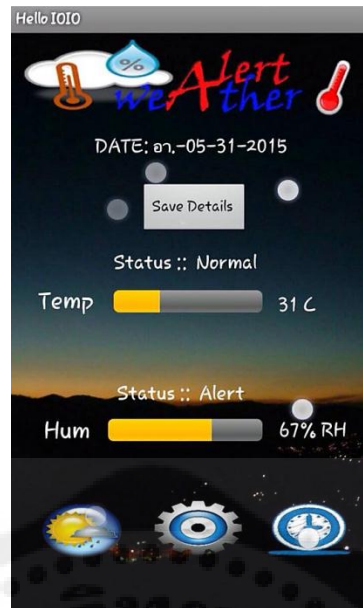 Hello IOIO
%
Alert
weAther
DATE: อา.-05-31-2015
Save Details
Status :: Normal
Temp 31 C
Status :: Alert
Hum 67% RH